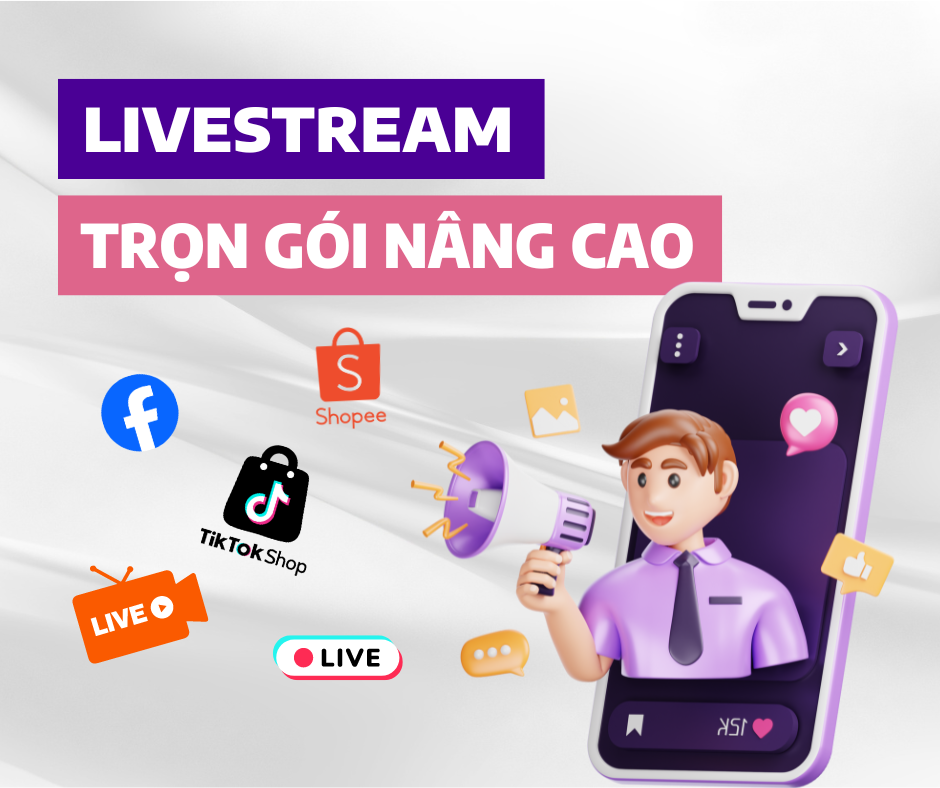 LIVESTREAM
TRỌN GÓI NÂNG CAO
S
Shopee
f
TikTok Shop
LIVE
LIVE
15K